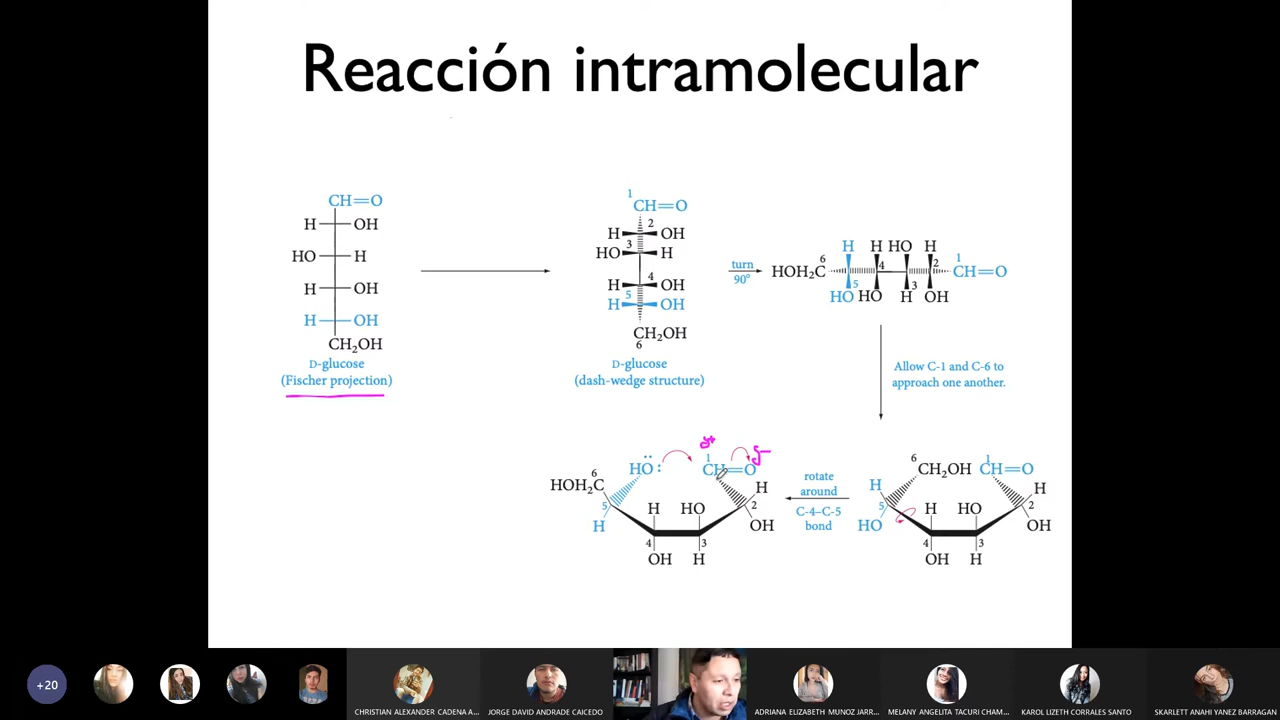 Reacción intramolecular
CH=O
H OH
HO H
H OH
H OH
CH₂OH
D-glucose
(Fischer projection)
1
CH=O
2
H OH
3
HO H
4
H OH
5
H OH
CH₂OH
6
D-glucose
(dash-wedge structure)
turn
90°
H H HO H
6 4 2 1
HOH₂C CH=O
5 3
HO HO H OH
Allow C-1 and C-6 to
approach one another.
δ+
δ−
1
HO: CH=O
6
HOH₂C H
5 H HO 2
H OH
4 3
OH H
rotate
around
C-4–C-5
bond
6 1
CH₂OH CH=O
H H
5 H HO 2
HO OH
4 3
OH H
+20
CHRISTIAN ALEXANDER CADENA A...
JORGE DAVID ANDRADE CAICEDO
ADRIANA ELIZABETH MUNOZ JARR...
MELANY ANGELITA TACURI CHAM...
KAROL LIZETH CORRALES SANTO
SKARLETT ANAHI YANEZ BARRAGAN